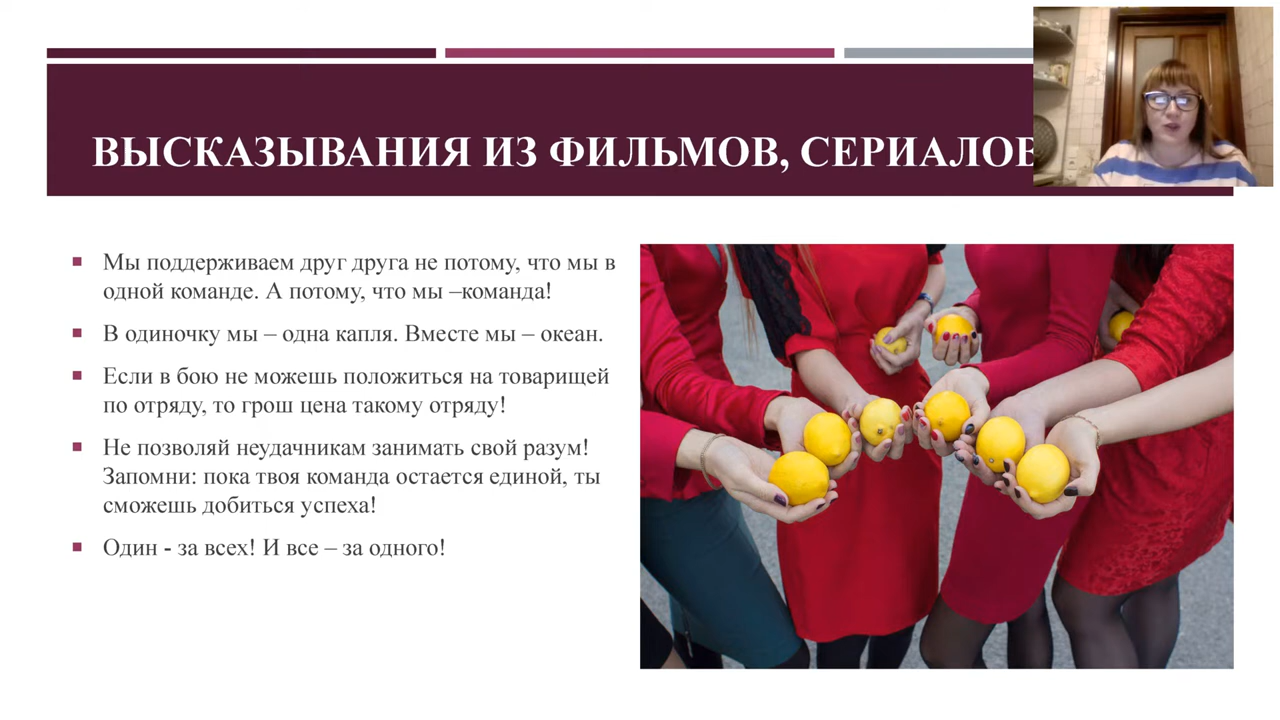 ВЫСКАЗЫВАНИЯ ИЗ ФИЛЬМОВ, СЕРИАЛОВ
Мы поддерживаем друг друга не потому, что мы в
одной команде. А потому, что мы –команда!
В одиночку мы – одна капля. Вместе мы – океан.
Если в бою не можешь положиться на товарищей
по отряду, то грош цена такому отряду!
Не позволяй неудачникам занимать свой разум!
Запомни: пока твоя команда остается единой, ты
сможешь добиться успеха!
Один - за всех! И все – за одного!